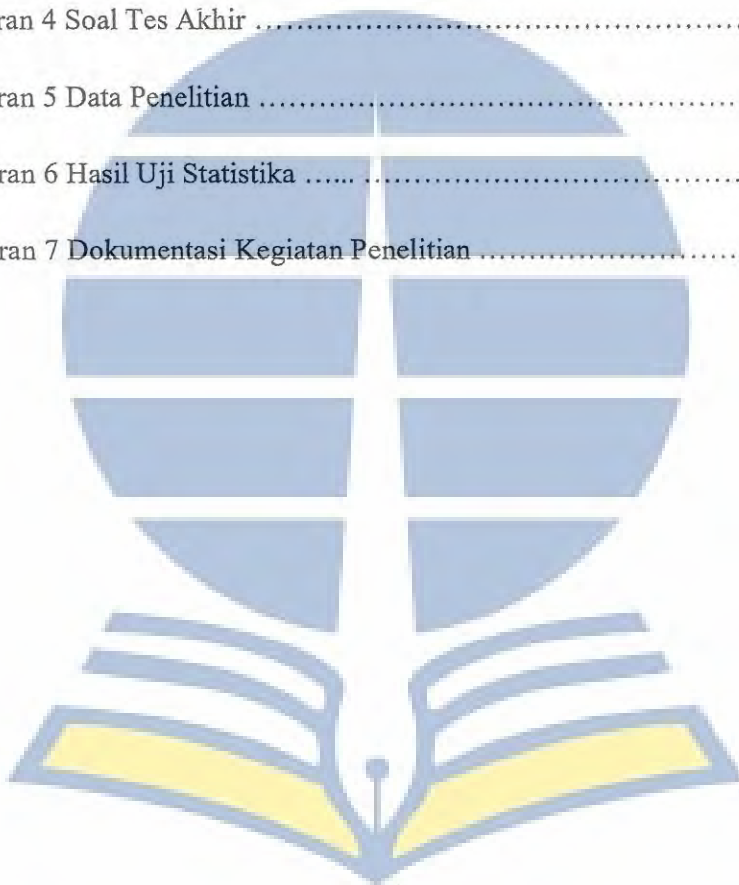 ran 4 Soal Tes Akhir ......................................................
ran 5 Data Penelitian ......................................................
ran 6 Hasil Uji Statistika ...... ............................................
ran 7 Dokumentasi Kegiatan Penelitian ................................